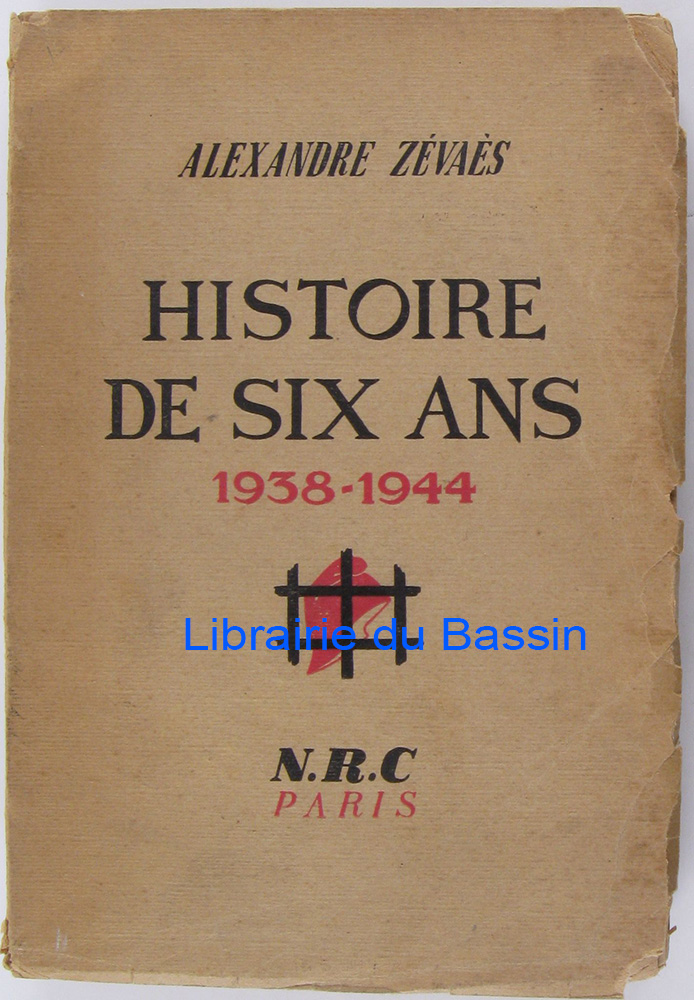 ALEXANDRE ZÉVAÈS
HISTOIRE
DE SIX ANS
1938-1944
Librairie du Bassin
N.R.C
PARIS